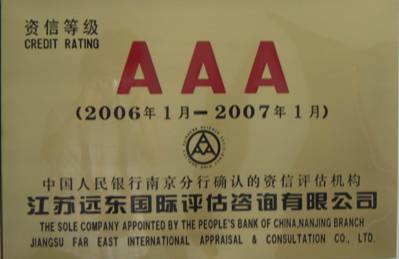 资信等级
CREDIT RATING
AAA
(2006年1月—2007年1月)
中国人民银行南京分行确认的资信评估机构
江苏远东国际评估咨询有限公司
THE SOLE COMPANY APPOINTED BY THE PEOPLE'S BANK OF CHINA,NANJING BRANCH
JIANGSU FAR EAST INTERNATIONAL APPRAISAL & CONSULTATION CO., LTD.